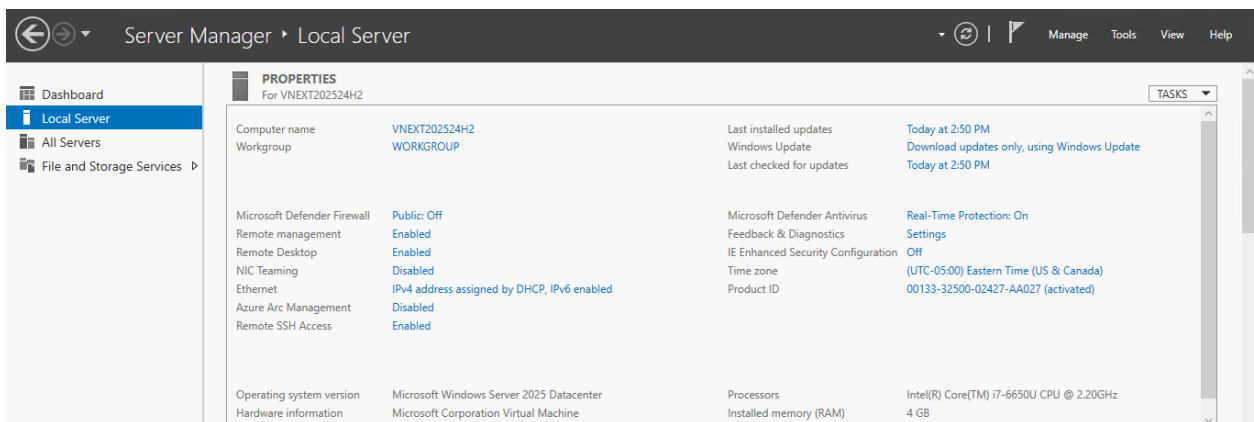 Server Manager ‣ Local Server
Manage Tools View Help
Dashboard
Local Server
All Servers
File and Storage Services
PROPERTIES
For VNEXT202524H2
TASKS
Computer name VNEXT202524H2 Last installed updates Today at 2:50 PM
Workgroup WORKGROUP Windows Update Download updates only, using Windows Update
Last checked for updates Today at 2:50 PM
Microsoft Defender Firewall Public: Off Microsoft Defender Antivirus Real-Time Protection: On
Remote management Enabled Feedback & Diagnostics Settings
Remote Desktop Enabled IE Enhanced Security Configuration Off
NIC Teaming Disabled Time zone (UTC-05:00) Eastern Time (US & Canada)
Ethernet IPv4 address assigned by DHCP, IPv6 enabled Product ID 00133-32500-02427-AA027 (activated)
Azure Arc Management Disabled
Remote SSH Access Enabled
Operating system version Microsoft Windows Server 2025 Datacenter Processors Intel(R) Core(TM) i7-6650U CPU @ 2.20GHz
Hardware information Microsoft Corporation Virtual Machine Installed memory (RAM) 4 GB